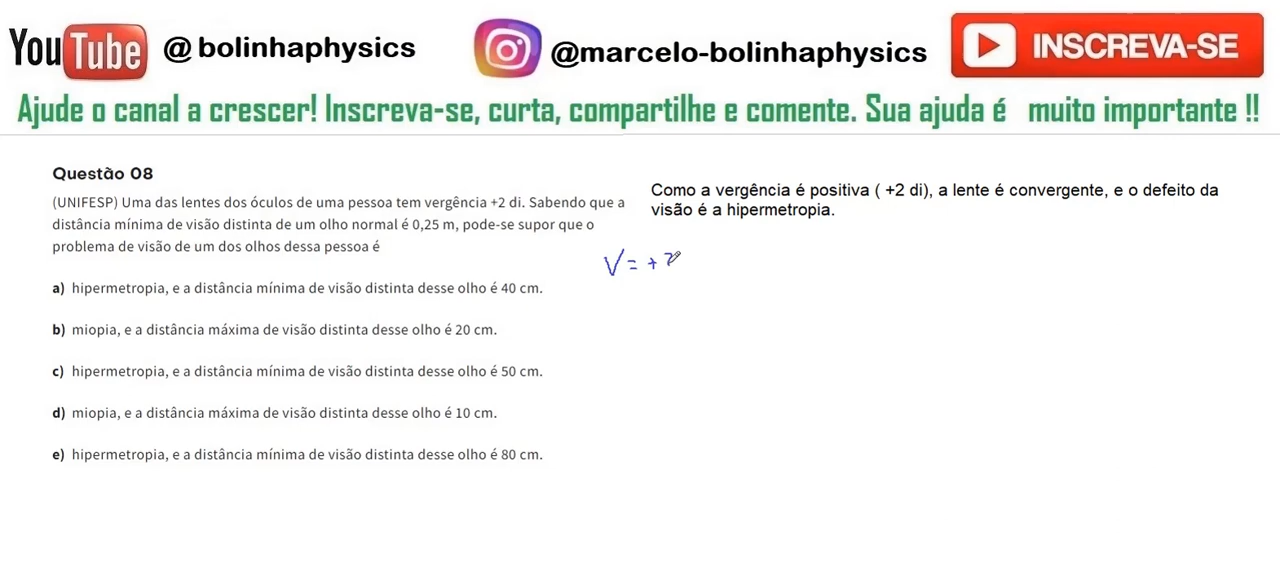 YouTube @bolinhaphysics @marcelo-bolinhaphysics INSCREVA-SE
Ajude o canal a crescer! Inscreva-se, curta, compartilhe e comente. Sua ajuda é muito importante !!
Questão 08
(UNIFESP) Uma das lentes dos óculos de uma pessoa tem vergência +2 di. Sabendo que a
distância mínima de visão distinta de um olho normal é 0,25 m, pode-se supor que o
problema de visão de um dos olhos dessa pessoa é
Como a vergência é positiva ( +2 di), a lente é convergente, e o defeito da
visão é a hipermetropia.
V = + 2
a) hipermetropia, e a distância mínima de visão distinta desse olho é 40 cm.
b) miopia, e a distância máxima de visão distinta desse olho é 20 cm.
c) hipermetropia, e a distância mínima de visão distinta desse olho é 50 cm.
d) miopia, e a distância máxima de visão distinta desse olho é 10 cm.
e) hipermetropia, e a distância mínima de visão distinta desse olho é 80 cm.